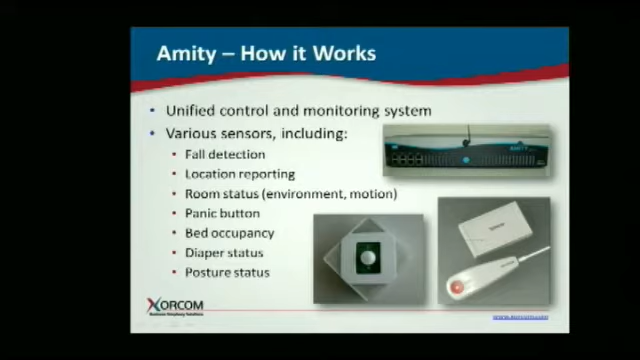 Amity – How it Works
• Unified control and monitoring system
• Various sensors, including:
• Fall detection
• Location reporting
• Room status (environment, motion)
• Panic button
• Bed occupancy
• Diaper status
• Posture status
XORCOM